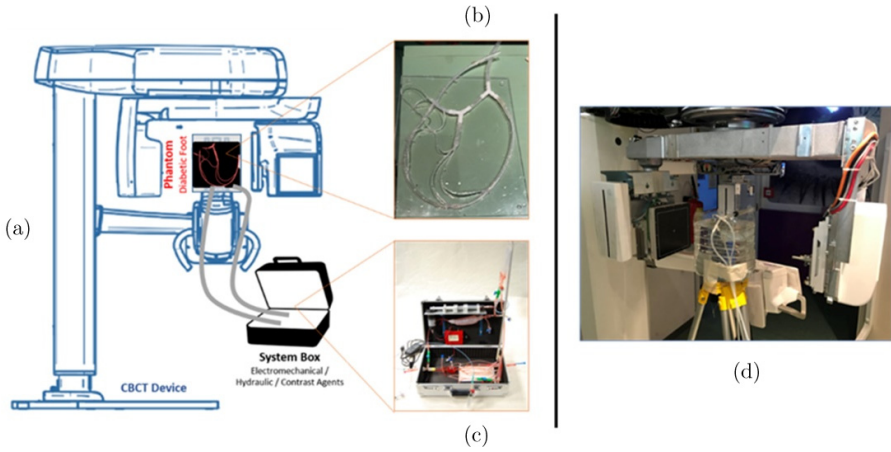 (b)
Phantom
Diabetic Foot
(a)
System Box
Electromechanical /
Hydraulic / Contrast Agents
CBCT Device
(c)
(d)